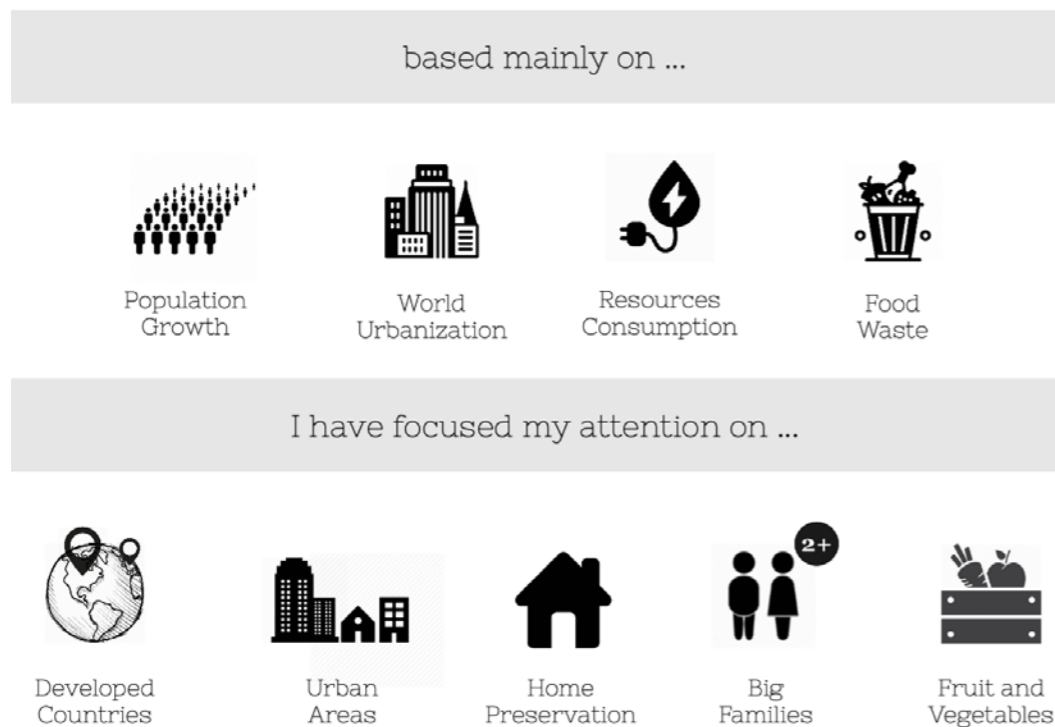 based mainly on ...
Population
Growth
World
Urbanization
Resources
Consumption
Food
Waste
I have focused my attention on ...
2+
Developed
Countries
Urban
Areas
Home
Preservation
Big
Families
Fruit and
Vegetables